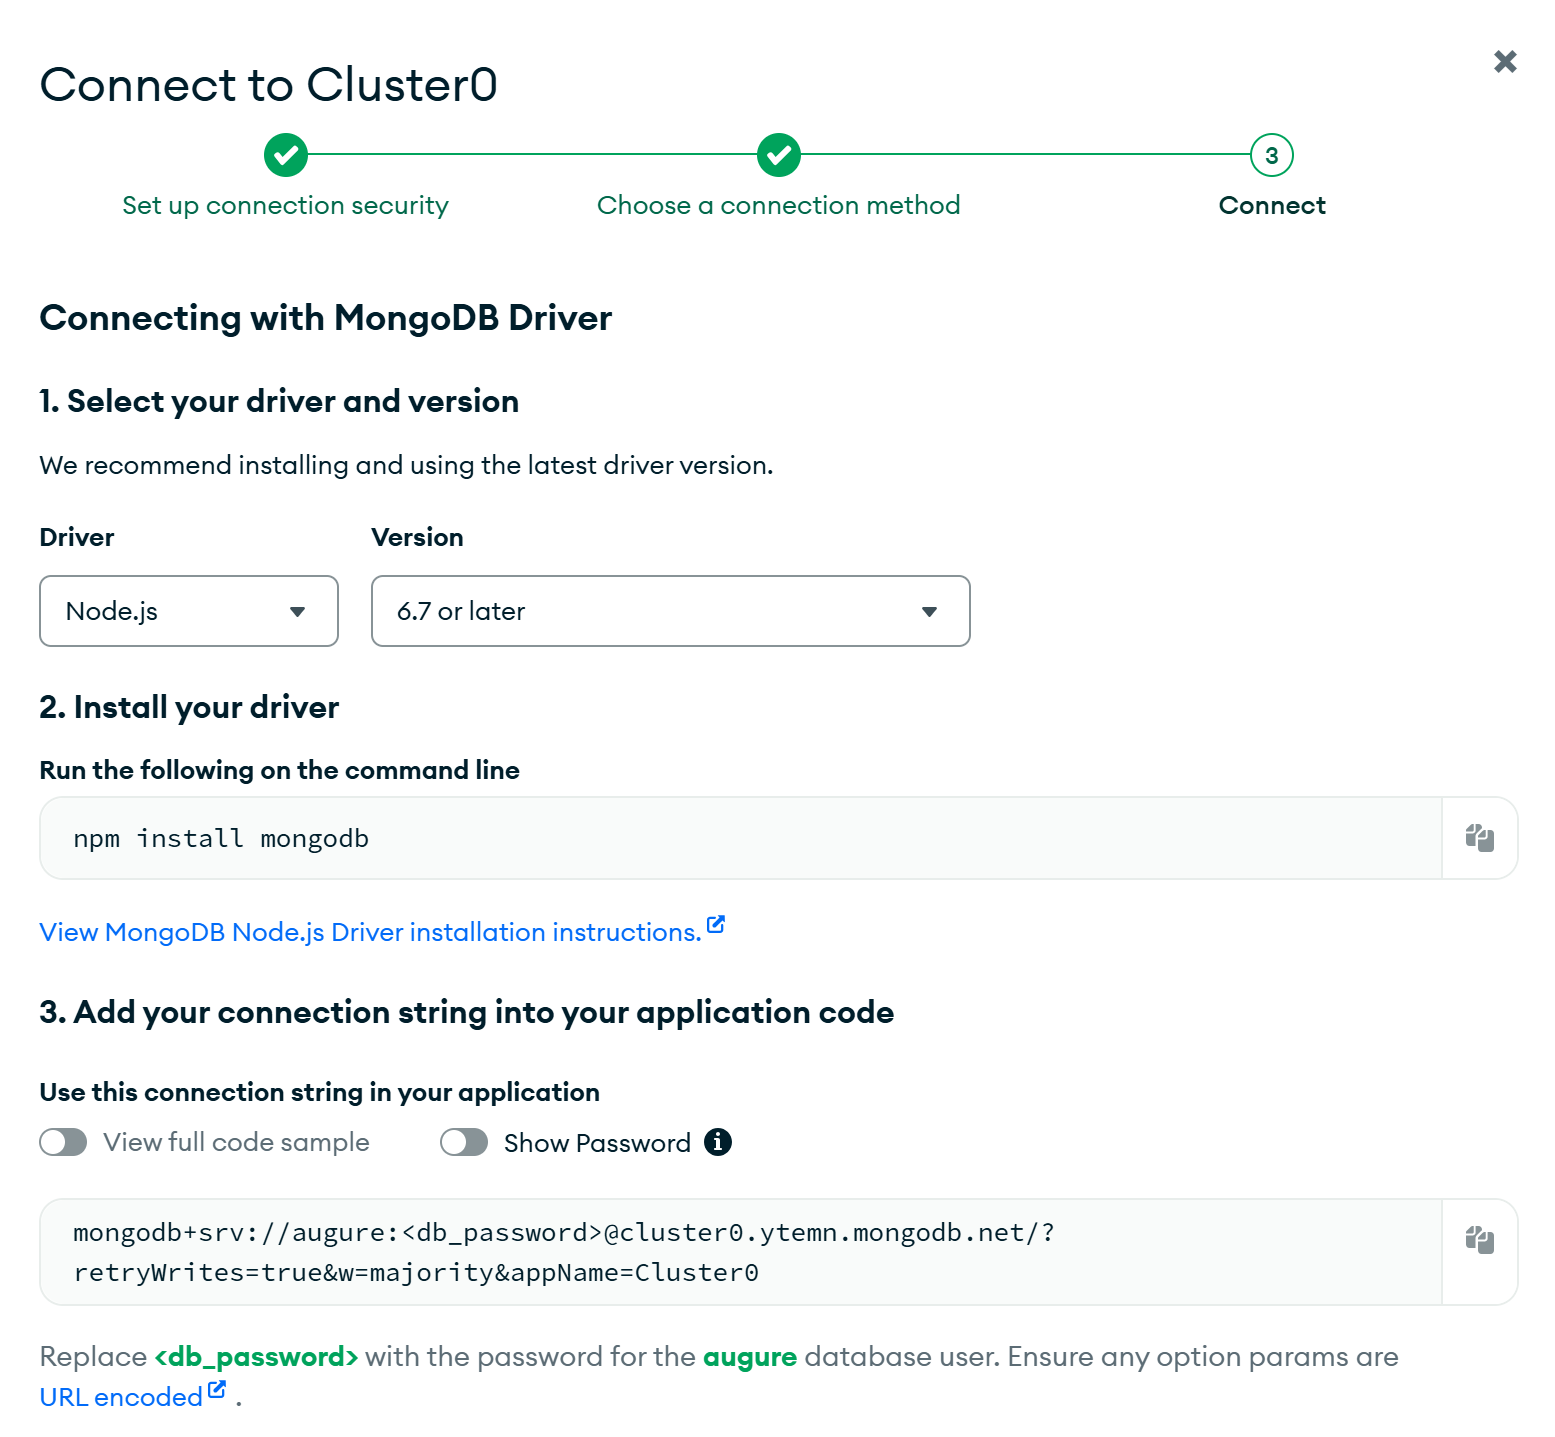 Connect to Cluster0
3
Set up connection security
Choose a connection method
Connect
Connecting with MongoDB Driver
1. Select your driver and version
We recommend installing and using the latest driver version.
Driver
Version
Node.js
6.7 or later
2. Install your driver
Run the following on the command line
npm install mongodb
View MongoDB Node.js Driver installation instructions.
3. Add your connection string into your application code
Use this connection string in your application
View full code sample
Show Password
mongodb+srv://augure:<db_password>@cluster0.ytemn.mongodb.net/?
retryWrites=true&w=majority&appName=Cluster0
Replace <db_password> with the password for the augure database user. Ensure any option params are
URL encoded .